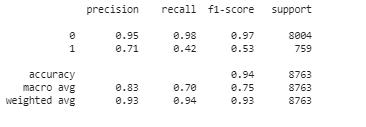 precision recall f1-score support
0 0.95 0.98 0.97 8004
1 0.71 0.42 0.53 759
accuracy 0.94 8763
macro avg 0.83 0.70 0.75 8763
weighted avg 0.93 0.94 0.93 8763